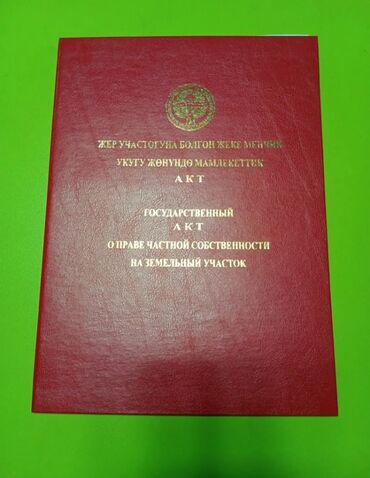 ЖЕР УЧАСТОГУНА БОЛГОН ЖЕКЕ МЕНЧИК
УКУГУ ЖӨНҮНДӨ МАМЛЕКЕТТИК
АКТ
ГОСУДАРСТВЕННЫЙ
АКТ
О ПРАВЕ ЧАСТНОЙ СОБСТВЕННОСТИ
НА ЗЕМЕЛЬНЫЙ УЧАСТОК